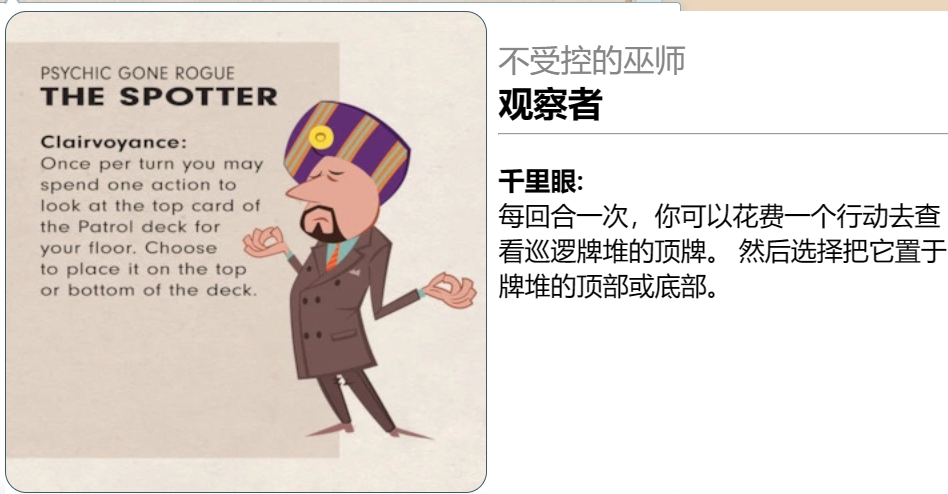 PSYCHIC GONE ROGUE
THE SPOTTER
Clairvoyance:
Once per turn you may
spend one action to
look at the top card of
the Patrol deck for
your floor. Choose
to place it on the top
or bottom of the deck.
不受控的巫师
观察者
千里眼:
每回合一次，你可以花费一个行动去查
看巡逻牌堆的顶牌。 然后选择把它置于
牌堆的顶部或底部。